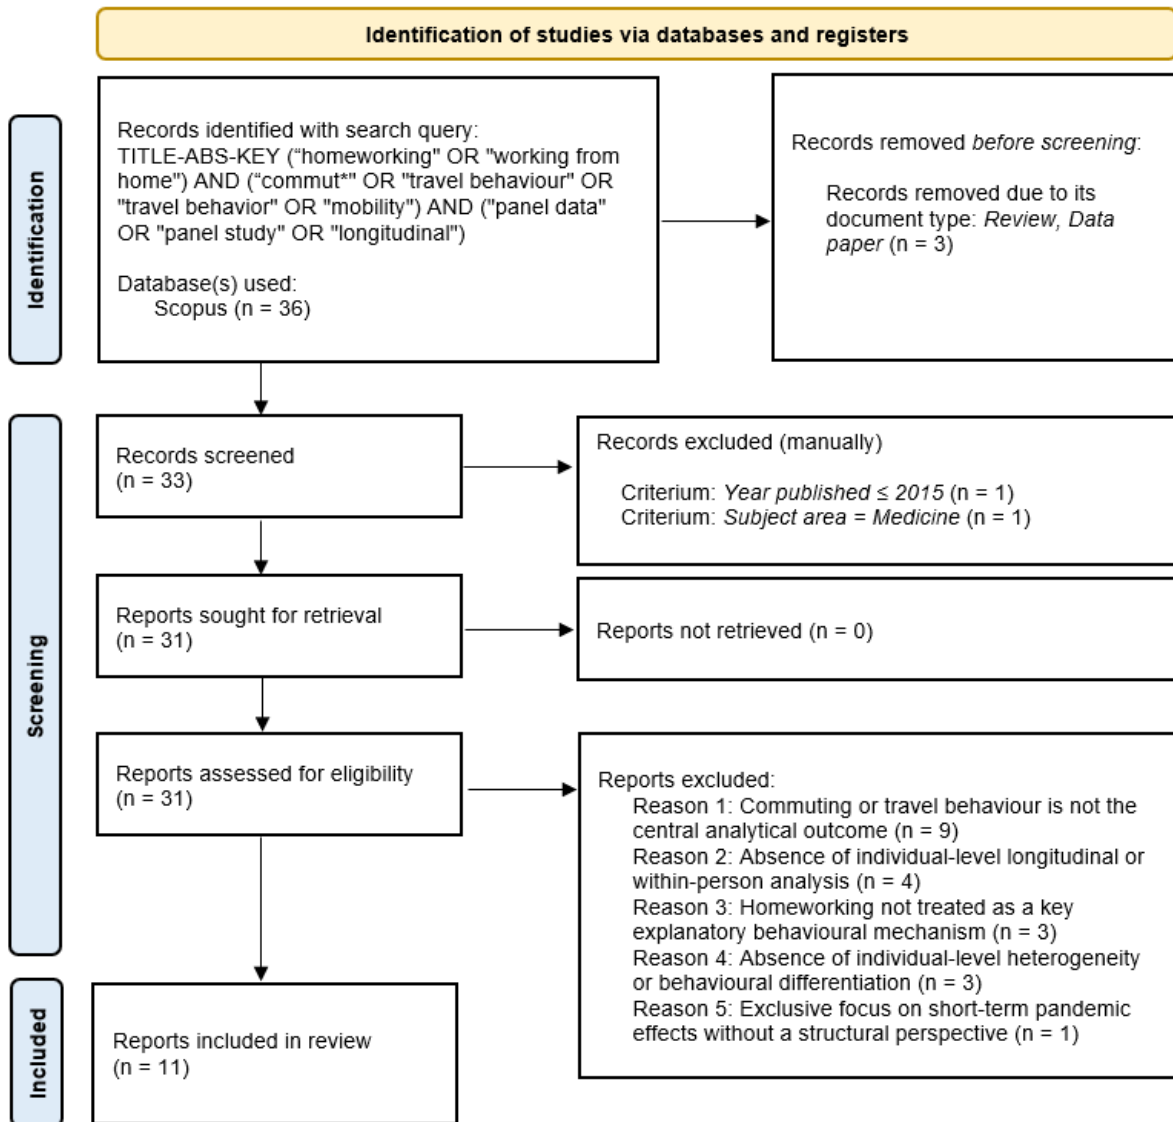 Identification of studies via databases and registers
Identification
Records identified with search query:
TITLE-ABS-KEY (“homeworking" OR "working from
home") AND (“commut*" OR "travel behaviour" OR
"travel behavior" OR "mobility") AND ("panel data"
OR "panel study" OR "longitudinal")
Database(s) used:
Scopus (n = 36)
Records removed before screening:
Records removed due to its
document type: Review, Data
paper (n = 3)
Screening
Records screened
(n = 33)
Records excluded (manually)
Criterium: Year published ≤ 2015 (n = 1)
Criterium: Subject area = Medicine (n = 1)
Reports sought for retrieval
(n = 31)
Reports not retrieved (n = 0)
Reports assessed for eligibility
(n = 31)
Reports excluded:
Reason 1: Commuting or travel behaviour is not the
central analytical outcome (n = 9)
Reason 2: Absence of individual-level longitudinal or
within-person analysis (n = 4)
Reason 3: Homeworking not treated as a key
explanatory behavioural mechanism (n = 3)
Reason 4: Absence of individual-level heterogeneity
or behavioural differentiation (n = 3)
Reason 5: Exclusive focus on short-term pandemic
effects without a structural perspective (n = 1)
Included
Reports included in review
(n = 11)